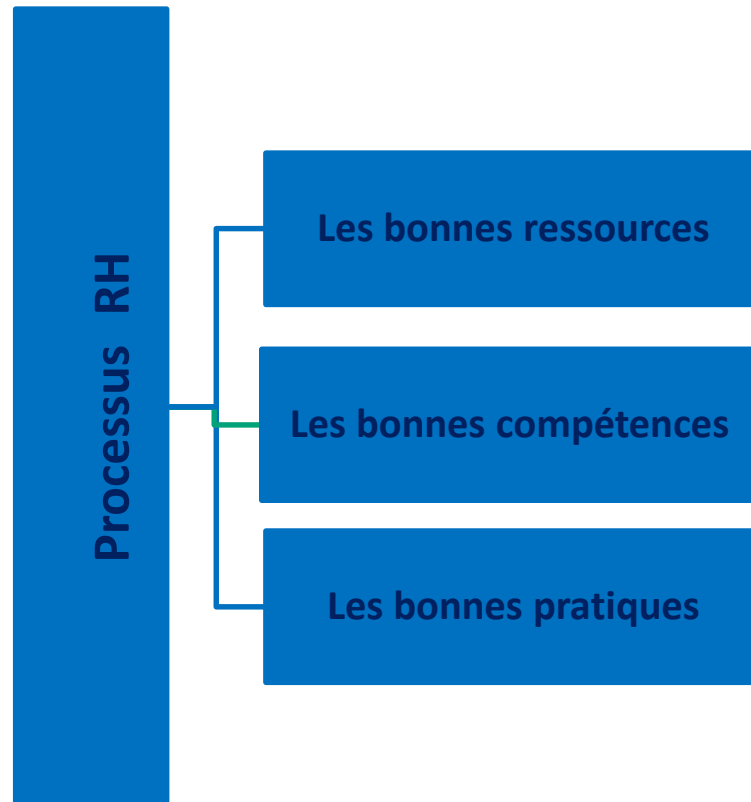 Processus RH
Les bonnes ressources
Les bonnes compétences
Les bonnes pratiques